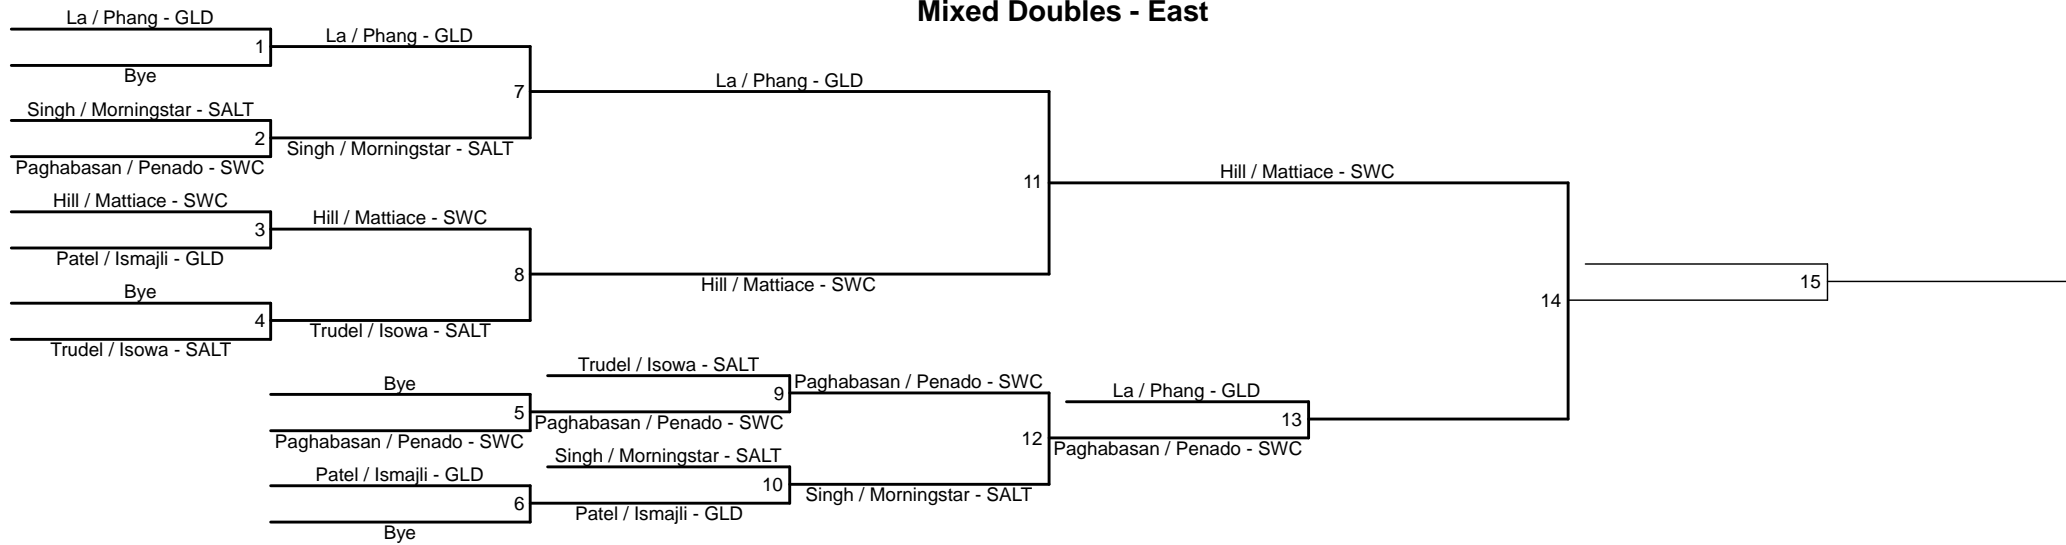 Mixed Doubles - East
La / Phang - GLD
1
Bye
La / Phang - GLD
Singh / Morningstar - SALT
2
Paghabasan / Penado - SWC
Singh / Morningstar - SALT
7
La / Phang - GLD
Hill / Mattiace - SWC
3
Patel / Ismajli - GLD
Hill / Mattiace - SWC
Bye
4
Trudel / Isowa - SALT
Trudel / Isowa - SALT
8
Hill / Mattiace - SWC
11
Hill / Mattiace - SWC
Bye
5
Paghabasan / Penado - SWC
Trudel / Isowa - SALT
9
Paghabasan / Penado - SWC
Paghabasan / Penado - SWC
Patel / Ismajli - GLD
6
Bye
Singh / Morningstar - SALT
10
Patel / Ismajli - GLD
Singh / Morningstar - SALT
12
La / Phang - GLD
13
Paghabasan / Penado - SWC
14
15